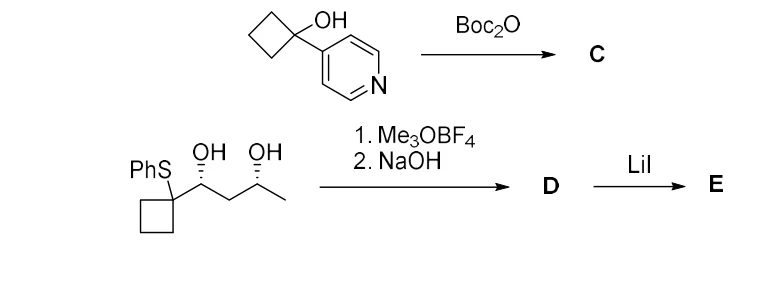 OH
Boc₂O
C
N
1. Me₃OBF₄
2. NaOH
OH OH
PhS
LiI
D
E